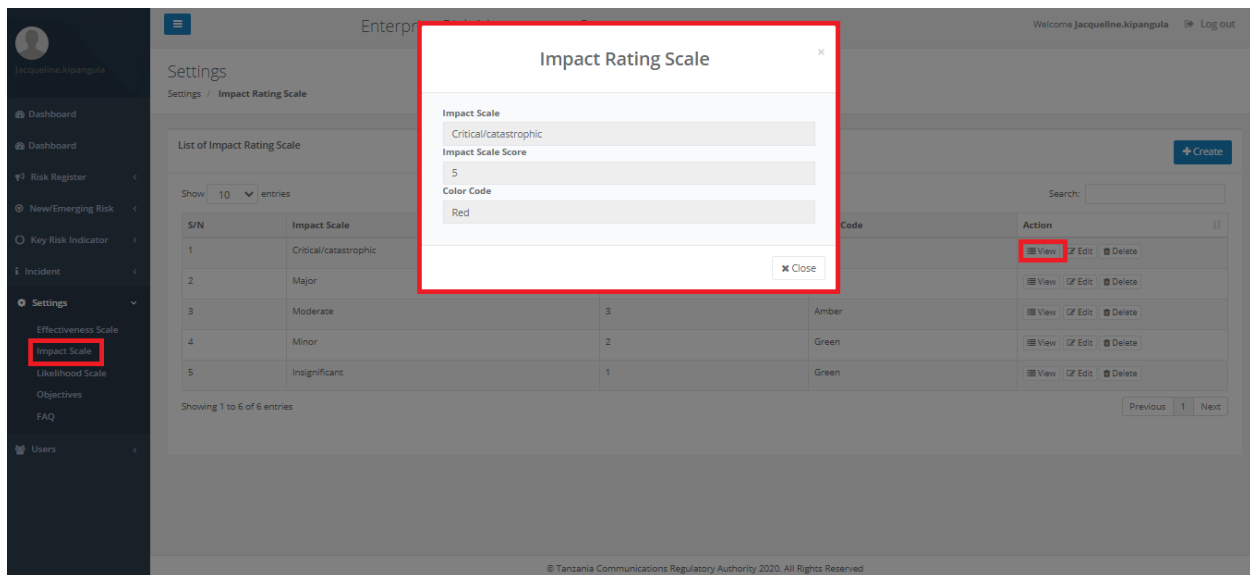 Enterpr
Welcome Jacqueline.kipangula Log out
Jacqueline.kipangula
Dashboard
Dashboard
Risk Register
New/Emerging Risk
Key Risk Indicator
Incident
Settings
Effectiveness Scale
Impact Scale
Likelihood Scale
Objectives
FAQ
Users
Settings
Settings / Impact Rating Scale
List of Impact Rating Scale
+ Create
Show 10 entries
Search:
S/N Impact Scale Code Action
1 Critical/catastrophic View Edit Delete
2 Major View Edit Delete
3 Moderate 3 Amber View Edit Delete
4 Minor 2 Green View Edit Delete
5 Insignificant 1 Green View Edit Delete
Showing 1 to 6 of 6 entries
Previous 1 Next
Impact Rating Scale
×
Impact Scale
Critical/catastrophic
Impact Scale Score
5
Color Code
Red
× Close
© Tanzania Communications Regulatory Authority 2020, All Rights Reserved